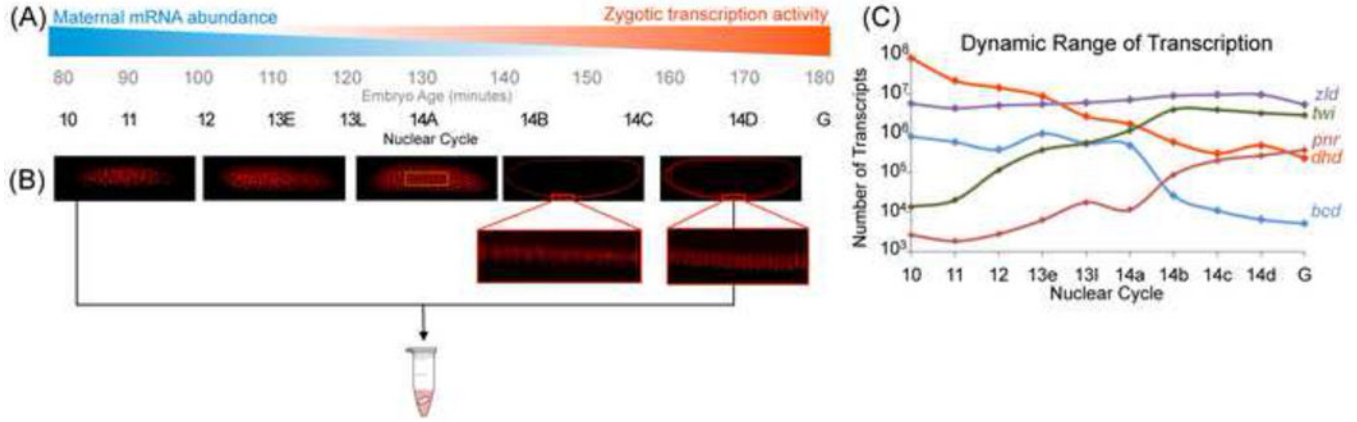 (A)
Maternal mRNA abundance Zygotic transcription activity
80 90 100 110 120 130 140 150 160 170 180
Embryo Age (minutes)
10 11 12 13E 13L 14A 14B 14C 14D G
Nuclear Cycle
(B)
(C)
Dynamic Range of Transcription
Number of Transcripts
10⁸
10⁷
10⁶
10⁵
10⁴
10³
zld
twi
pnr
dhd
bcd
10 11 12 13e 13l 14a 14b 14c 14d G
Nuclear Cycle